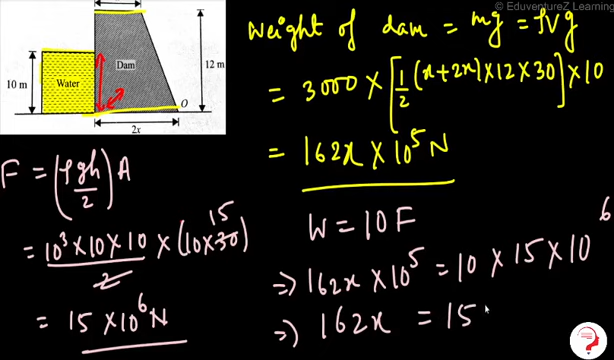 Copyright © EduventureZ
10 m
Water
Dam
12 m
O
2x
Weight of dam = mg = ρVg
= 3000 × [1/2 (x+2x) × 12 × 30] × 10
= 162x × 10^5 N
F = (ρgh/2) A
= 10^3 × 10 × 10 / 2 × (10 × 30) 15
= 15 × 10^6 N
W = 10 F
=> 162x × 10^5 = 10 × 15 × 10^6
=> 162x = 15